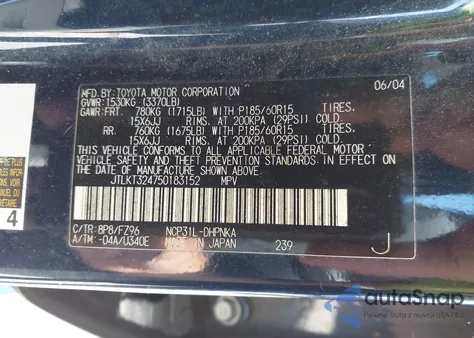 MFD.BY:TOYOTA MOTOR CORPORATION 06/04
GVWR:1530KG (3370LB)
GAWR:FRT. 780KG (1715LB) WITH P185/60R15 TIRES,
15X6JJ RIMS, AT 200KPA (29PSI) COLD
RR. 760KG (1675LB) WITH P185/60R15 TIRES,
15X6JJ RIMS, AT 200KPA (29PSI) COLD
THIS VEHICLE CONFORMS TO ALL APPLICABLE FEDERAL MOTOR
VEHICLE SAFETY, BUMPER, AND THEFT PREVENTION STANDARDS
IN EFFECT ON THE DATE OF MANUFACTURE SHOWN ABOVE.
JTLKT324750183152 MPV
C/TR: 8P8/FZ96 NCP31L-DHPNKA
A/TM: -04A/U340E MADE IN JAPAN 239 J
4
autoSnap